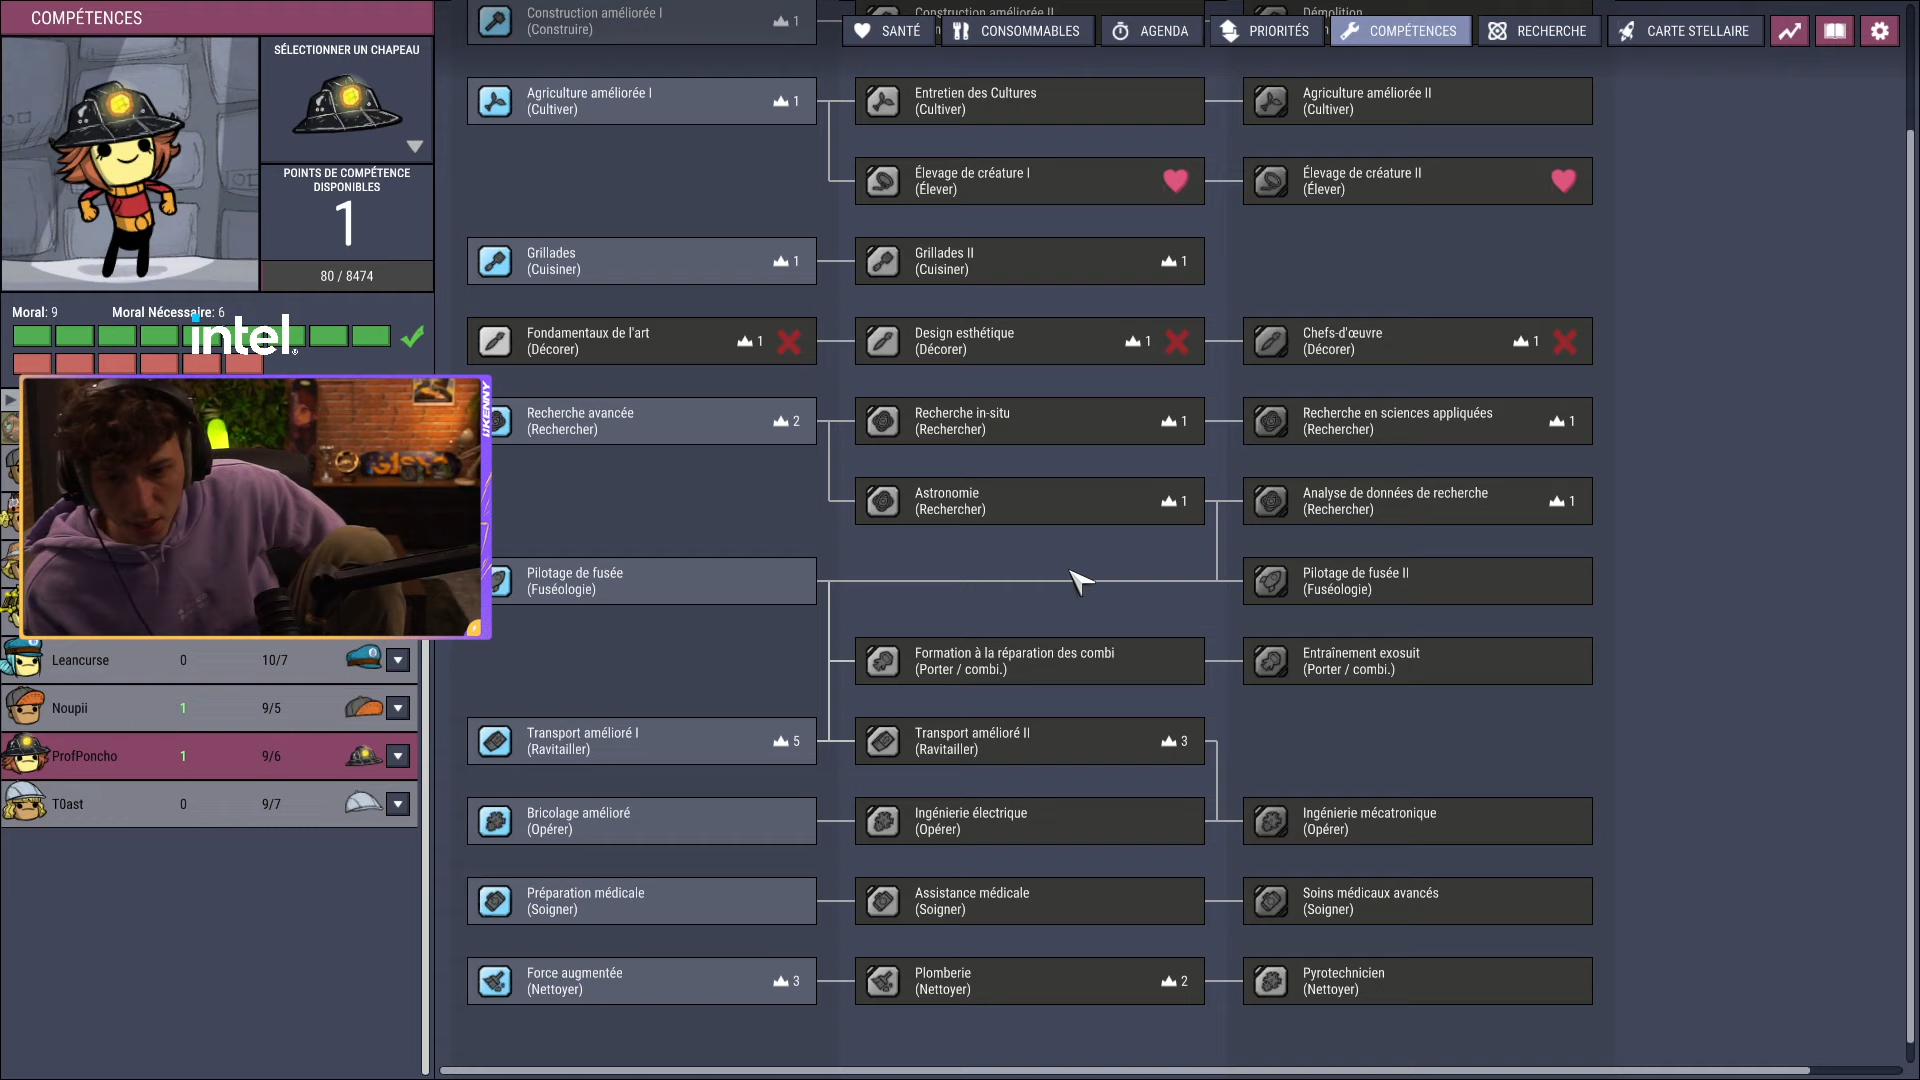 COMPÉTENCES
SÉLECTIONNER UN CHAPEAU
POINTS DE COMPÉTENCE
DISPONIBLES
1
80 / 8474
Moral: 9
Moral Nécessaire: 6
intel
KENNY
Leancurse 0 10/7
Noupii 1 9/5
ProfPoncho 1 9/6
T0ast 0 9/7
SANTÉ
CONSOMMABLES
AGENDA
PRIORITÉS
COMPÉTENCES
RECHERCHE
CARTE STELLAIRE
Construction améliorée I
(Construire)
1
Construction améliorée II
Démolition
Agriculture améliorée I
(Cultiver)
1
Entretien des Cultures
(Cultiver)
Agriculture améliorée II
(Cultiver)
Élevage de créature I
(Élever)
Élevage de créature II
(Élever)
Grillades
(Cuisiner)
1
Grillades II
(Cuisiner)
1
Fondamentaux de l'art
(Décorer)
1
Design esthétique
(Décorer)
1
Chefs-d'œuvre
(Décorer)
1
Recherche avancée
(Rechercher)
2
Recherche in-situ
(Rechercher)
1
Recherche en sciences appliquées
(Rechercher)
1
Astronomie
(Rechercher)
1
Analyse de données de recherche
(Rechercher)
1
Pilotage de fusée
(Fuséologie)
Pilotage de fusée II
(Fuséologie)
Formation à la réparation des combi
(Porter / combi.)
Entraînement exosuit
(Porter / combi.)
Transport amélioré I
(Ravitailler)
5
Transport amélioré II
(Ravitailler)
3
Bricolage amélioré
(Opérer)
Ingénierie électrique
(Opérer)
Ingénierie mécatronique
(Opérer)
Préparation médicale
(Soigner)
Assistance médicale
(Soigner)
Soins médicaux avancés
(Soigner)
Force augmentée
(Nettoyer)
3
Plomberie
(Nettoyer)
2
Pyrotechnicien
(Nettoyer)